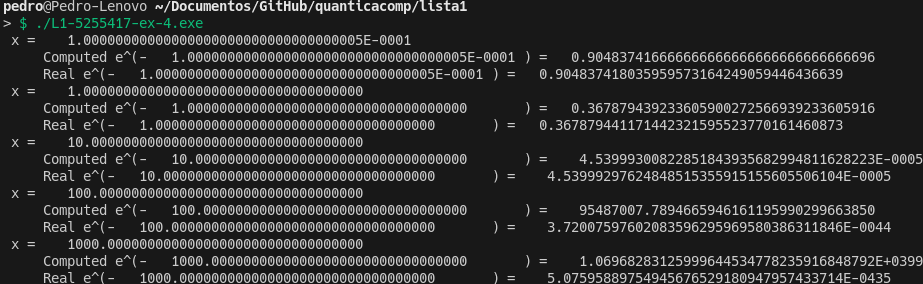 pedro@Pedro-Lenovo ~/Documentos/GitHub/quanticacomp/lista1
> $ ./L1-5255417-ex-4.exe
x = 1.00000000000000000000000000000000005E-0001
Computed e^(- 1.00000000000000000000000000000000005E-0001 ) = 0.904837416666666666666666666666666696
Real e^(- 1.00000000000000000000000000000000005E-0001 ) = 0.904837418035959573164249059446436639
x = 1.00000000000000000000000000000000000
Computed e^(- 1.00000000000000000000000000000000000 ) = 0.367879439233605900272566939233605916
Real e^(- 1.00000000000000000000000000000000000 ) = 0.367879441171442321595523770161460873
x = 10.0000000000000000000000000000000000
Computed e^(- 10.0000000000000000000000000000000000 ) = 4.53999300822851843935682994811628223E-0005
Real e^(- 10.0000000000000000000000000000000000 ) = 4.53999297624848515355915155605506104E-0005
x = 100.000000000000000000000000000000000
Computed e^(- 100.000000000000000000000000000000000 ) = 95487007.7894665946161195990299663850
Real e^(- 100.000000000000000000000000000000000 ) = 3.72007597602083596295969580386311846E-0044
x = 1000.00000000000000000000000000000000
Computed e^(- 1000.00000000000000000000000000000000 ) = 1.06968283125999644534778235916848792E+0399
Real e^(- 1000.00000000000000000000000000000000 ) = 5.07595889754945676529180947957433714E-0435